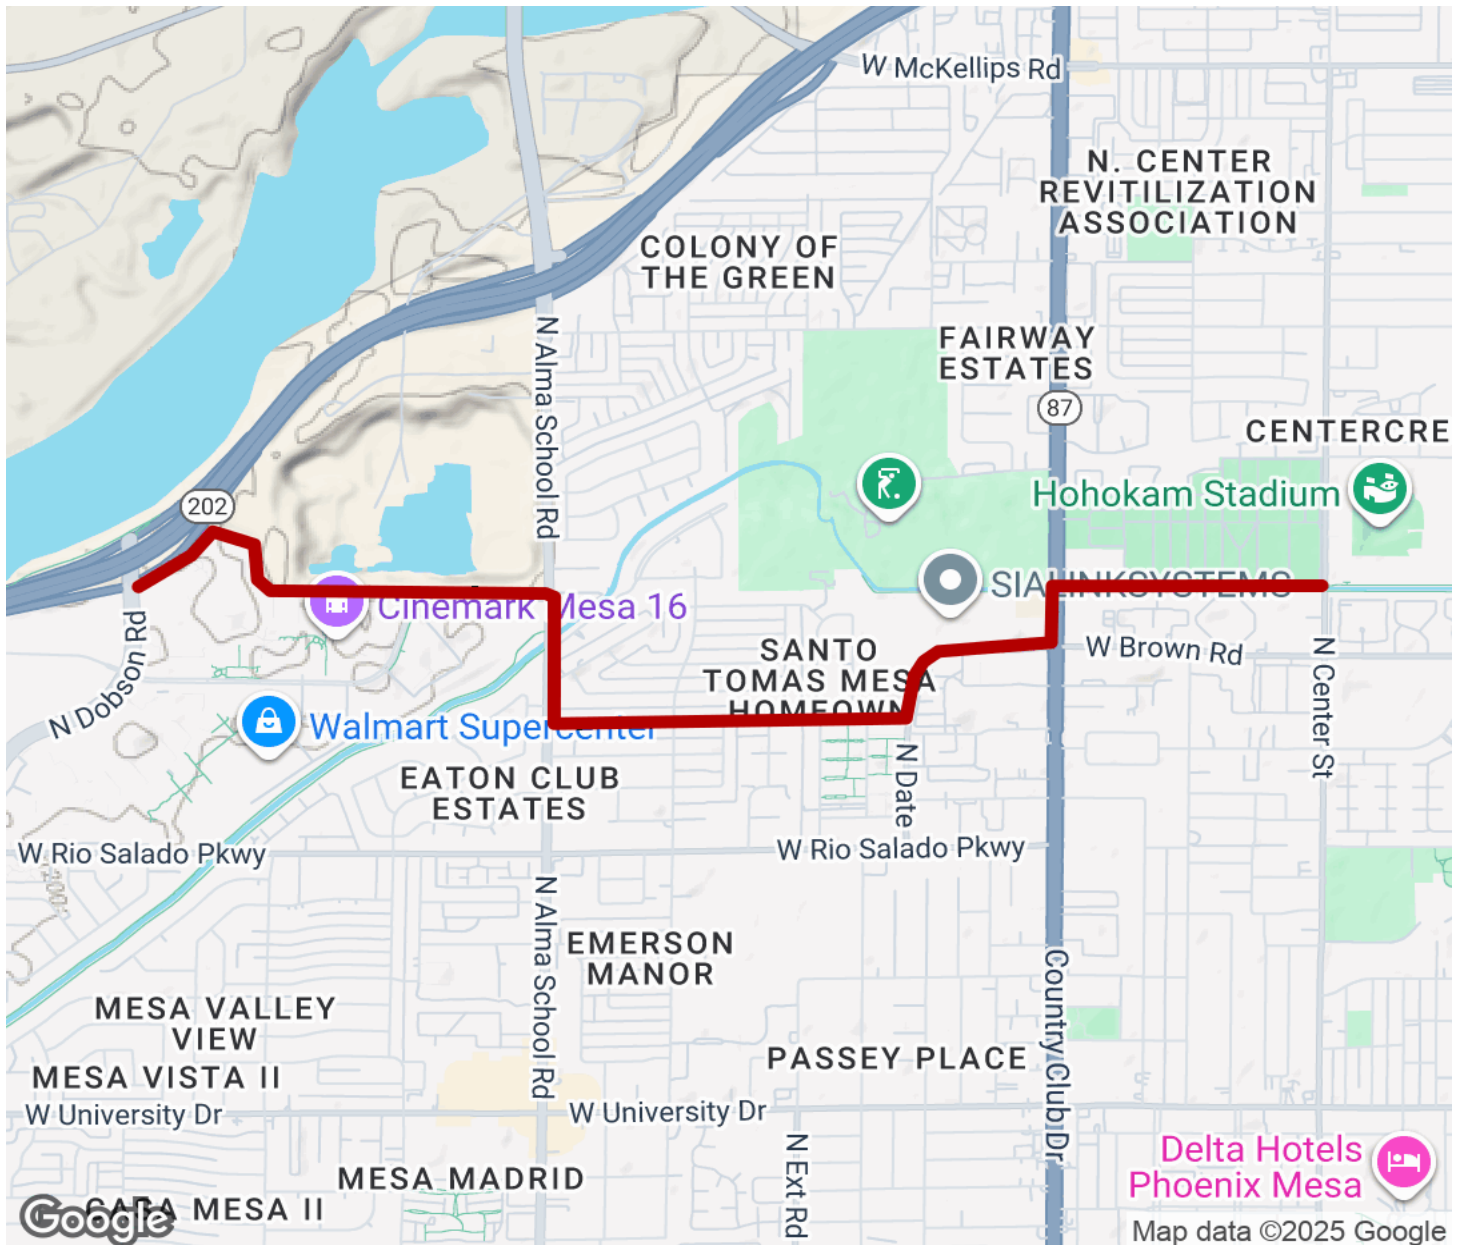 W McKellips Rd
N. CENTER
REVITILIZATION
ASSOCIATION
COLONY OF
THE GREEN
N Alma School Rd
FAIRWAY
ESTATES
87
CENTERCRE
Hohokam Stadium
202
SIALINKSYSTEMS
Cinemark Mesa 16
N Dobson Rd
SANTO
TOMAS MESA
HOMEOWN
W Brown Rd
N Center St
Walmart Supercenter
N Date
EATON CLUB
ESTATES
W Rio Salado Pkwy
W Rio Salado Pkwy
N Alma School Rd
EMERSON
MANOR
Country Club Dr
MESA VALLEY
VIEW
PASSEY PLACE
MESA VISTA II
W University Dr
W University Dr
N Ext Rd
Delta Hotels
Phoenix Mesa
MESA MADRID
CARA MESA II
Google
Map data ©2025 Google